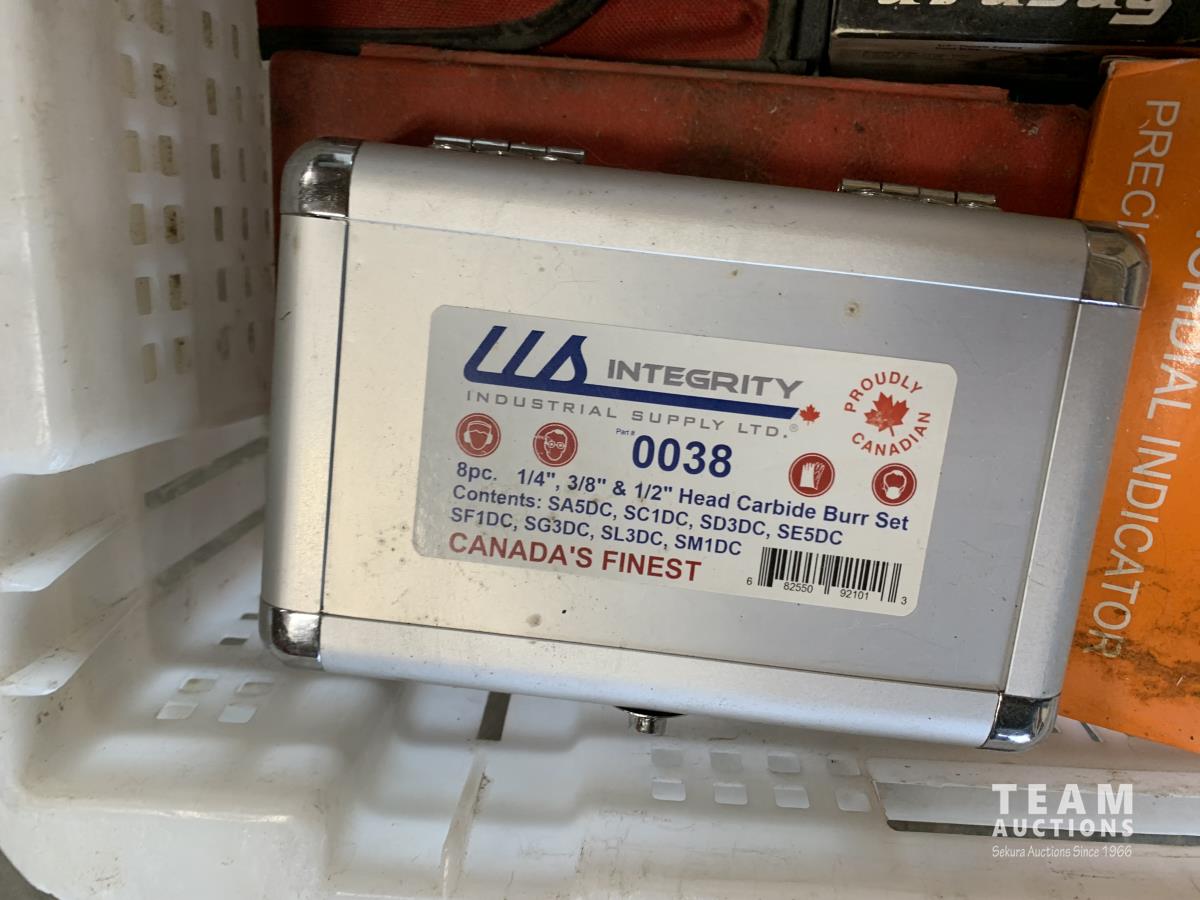 INTEGRITY
INDUSTRIAL SUPPLY LTD.®
PROUDLY CANADIAN
Part #
0038
8pc. 1/4", 3/8" & 1/2" Head Carbide Burr Set
Contents: SA5DC, SC1DC, SD3DC, SE5DC
SF1DC, SG3DC, SL3DC, SM1DC
CANADA'S FINEST
6 82550 92101 3
INDICATOR
TEAM
AUCTIONS
Sekura Auctions Since 1966